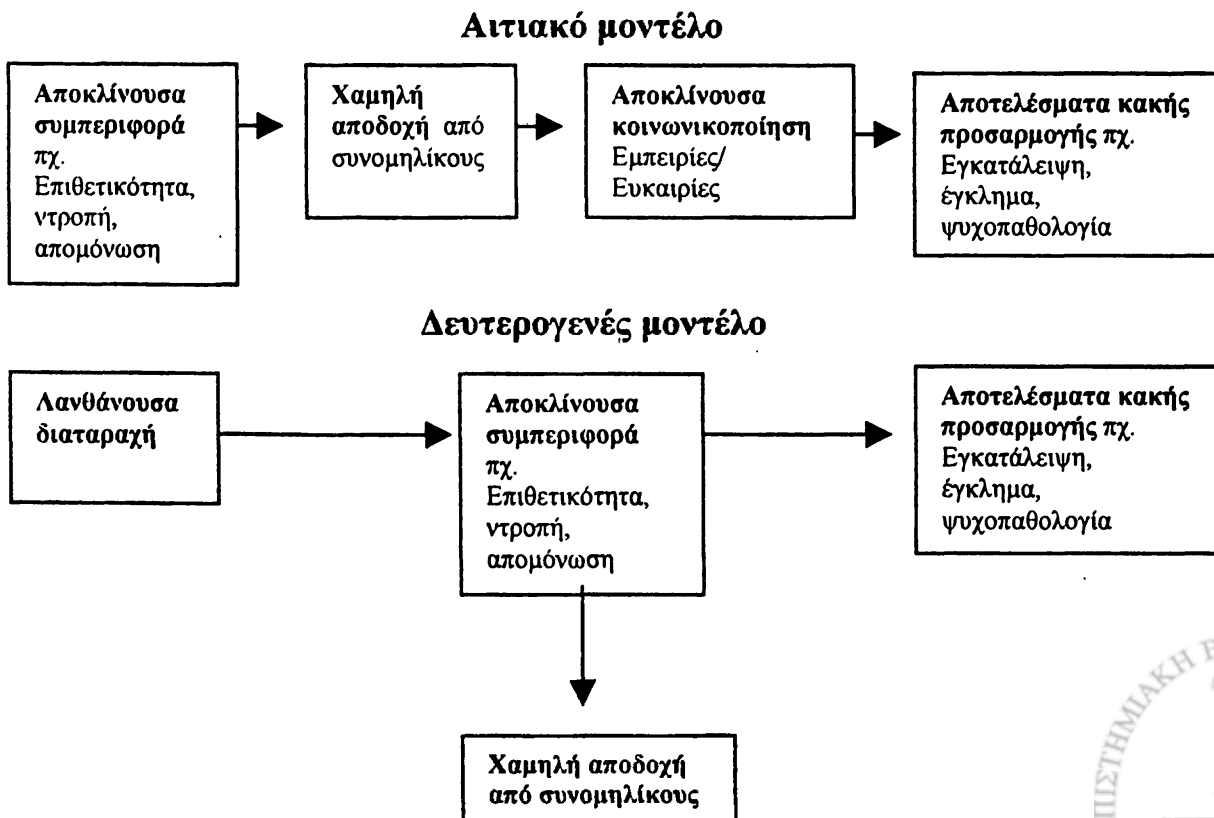 Αιτιακό μοντέλο
Αποκλίνουσα
συμπεριφορά
πχ.
Επιθετικότητα,
ντροπή,
απομόνωση
Χαμηλή
αποδοχή από
συνομηλίκους
Αποκλίνουσα
κοινωνικοποίηση
Εμπειρίες/
Ευκαιρίες
Αποτελέσματα κακής
προσαρμογής πχ.
Εγκατάλειψη,
έγκλημα,
ψυχοπαθολογία
Δευτερογενές μοντέλο
Λανθάνουσα
διαταραχή
Αποκλίνουσα
συμπεριφορά
πχ.
Επιθετικότητα,
ντροπή,
απομόνωση
Αποτελέσματα κακής
προσαρμογής πχ.
Εγκατάλειψη,
έγκλημα,
ψυχοπαθολογία
Χαμηλή αποδοχή
από συνομηλίκους